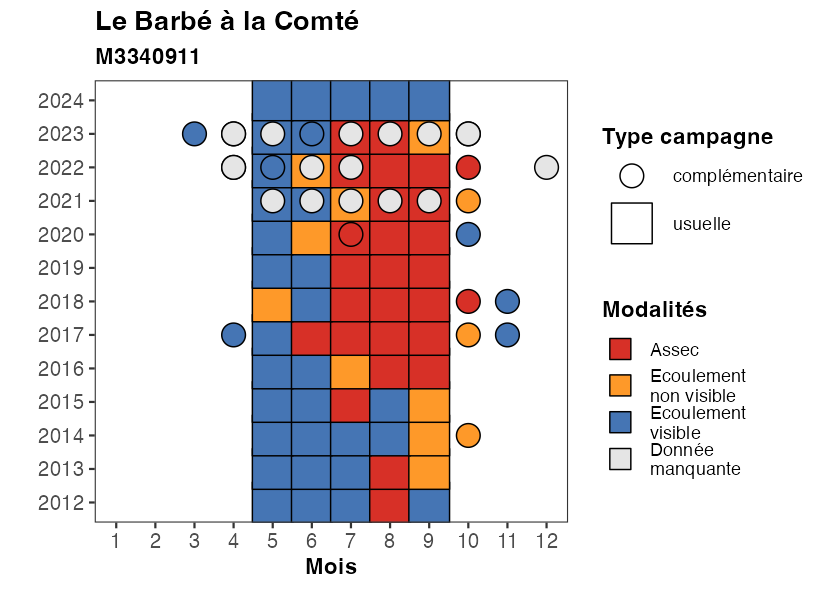 Le Barbé à la Comté
M3340911
2024
2023
2022
2021
2020
2019
2018
2017
2016
2015
2014
2013
2012
1 2 3 4 5 6 7 8 9 10 11 12
Mois
Type campagne
complémentaire
usuelle
Modalités
Assec
Ecoulement
non visible
Ecoulement
visible
Donnée
manquante